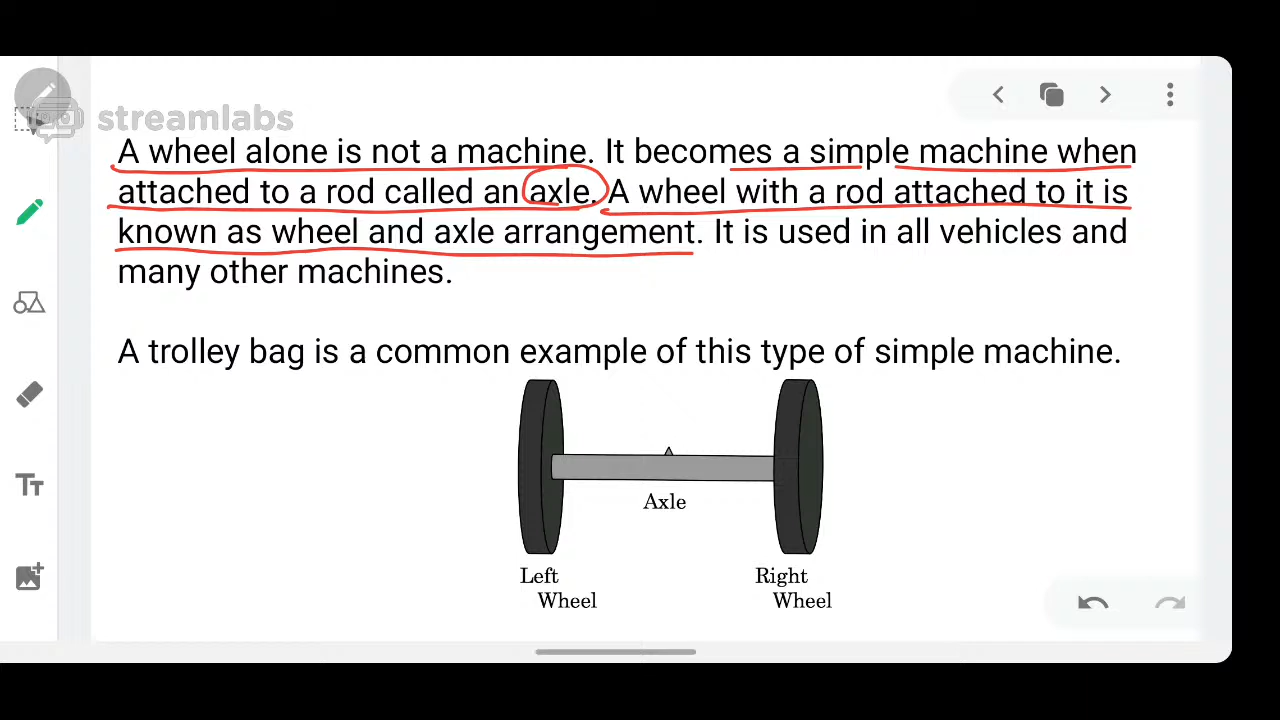 streamlabs
A wheel alone is not a machine. It becomes a simple machine when
attached to a rod called an axle. A wheel with a rod attached to it is
known as wheel and axle arrangement. It is used in all vehicles and
many other machines.
A trolley bag is a common example of this type of simple machine.
Axle
Left
Wheel
Right
Wheel
TT